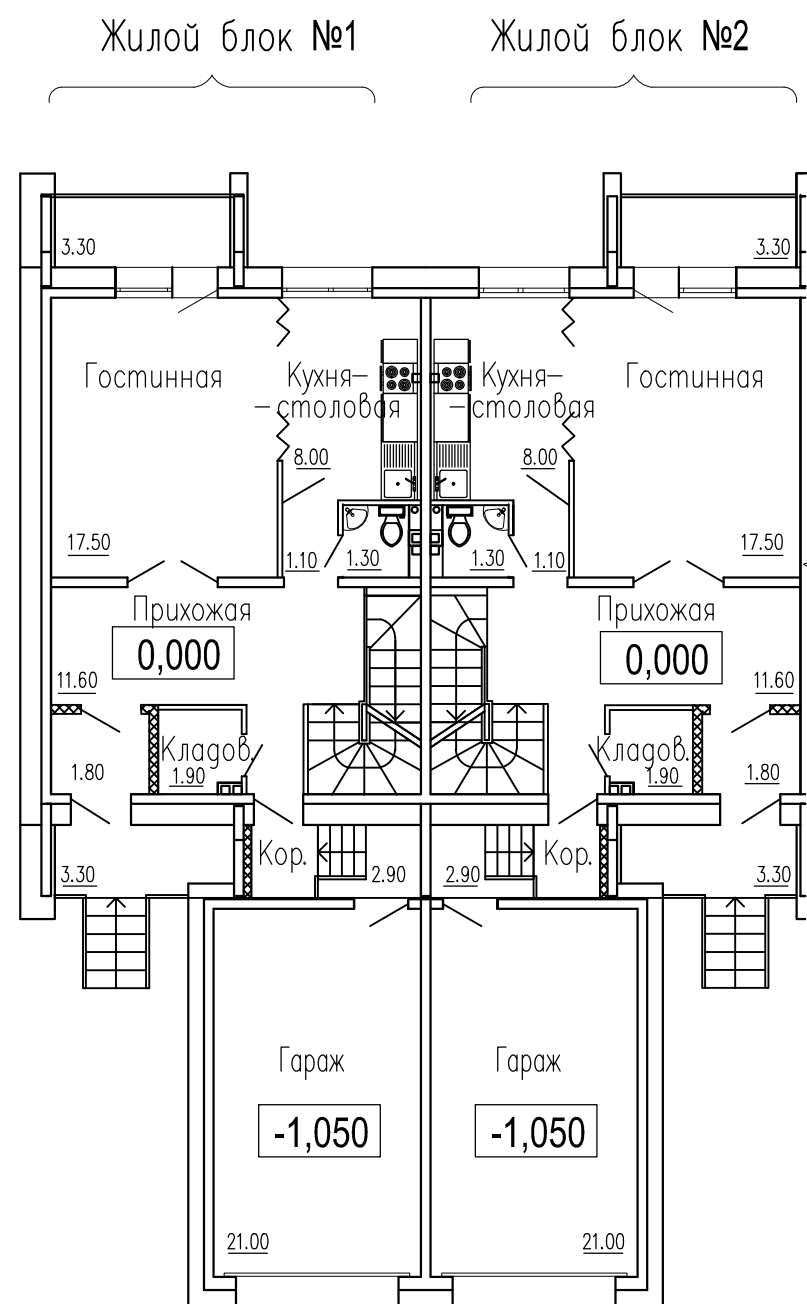 Жилой блок №1 Жилой блок №2
3.30 3.30
Гостинная Кухня- Кухня- Гостинная
-столовая -столовая
8.00 8.00
17.50 17.50
1.10 1.30 1.30 1.10
Прихожая Прихожая
0,000 0,000
11.60 11.60
Кладов. Кладов.
1.80 1.90 1.90 1.80
Кор. Кор.
3.30 2.90 2.90 3.30
Гараж Гараж
-1,050 -1,050
21.00 21.00